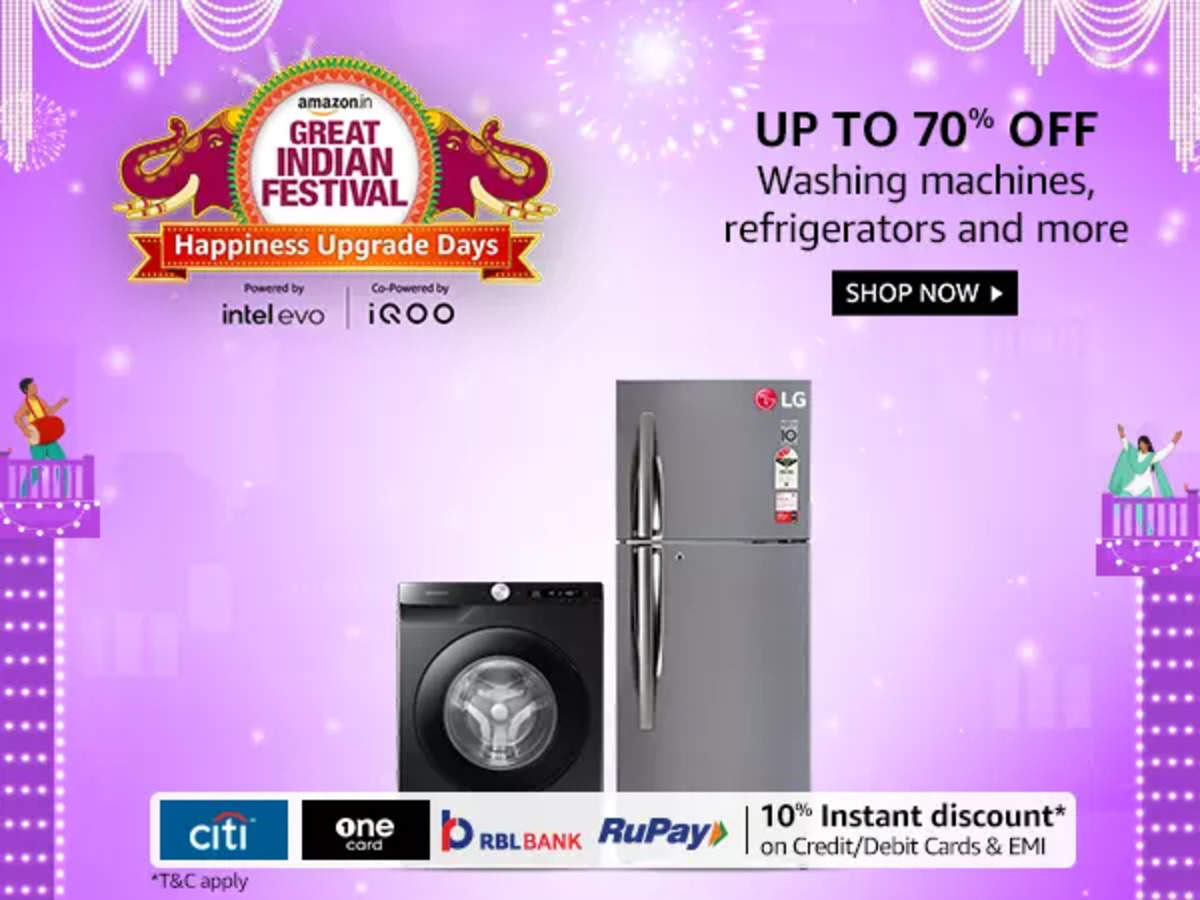 amazon.in
GREAT
INDIAN
FESTIVAL
Happiness Upgrade Days
Powered by
intel evo
Co-Powered by
iQOO
UP TO 70% OFF
Washing machines,
refrigerators and more
SHOP NOW
LG
citi
one
card
RBL BANK
RuPay
10% Instant discount*
on Credit/Debit Cards & EMI
*T&C apply